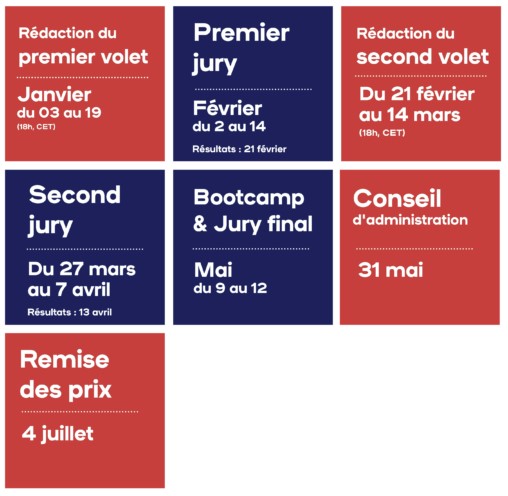 Rédaction du
premier volet
Janvier
du 03 au 19
(18h, CET)
Premier
jury
Février
du 2 au 14
Résultats : 21 février
Rédaction du
second volet
Du 21 février
au 14 mars
(18h, CET)
Second
jury
Du 27 mars
au 7 avril
Résultats : 13 avril
Bootcamp
& Jury final
Mai
du 9 au 12
Conseil
d'administration
31 mai
Remise
des prix
4 juillet